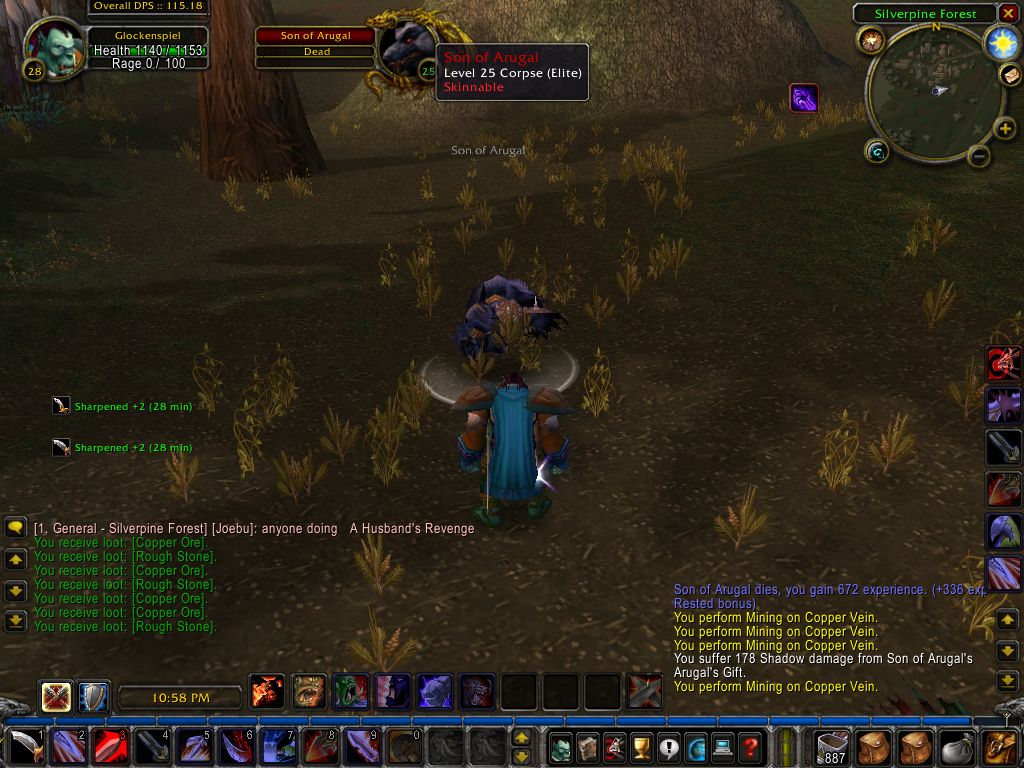 Overall DPS :: 115.18
Glockenspiel
Health 1140 / 1153
Rage 0 / 100
28
Son of Arugal
Dead
25
Son of Arugal
Level 25 Corpse (Elite)
Skinnable
Silverpine Forest
N
Son of Arugal
Sharpened +2 (28 min)
Sharpened +2 (28 min)
[1. General - Silverpine Forest] [Joebu]: anyone doing A Husband's Revenge
You receive loot: [Copper Ore].
You receive loot: [Rough Stone].
You receive loot: [Copper Ore].
You receive loot: [Rough Stone].
You receive loot: [Copper Ore].
You receive loot: [Copper Ore].
You receive loot: [Rough Stone].
Son of Arugal dies, you gain 672 experience. (+336 exp
Rested bonus)
You perform Mining on Copper Vein.
You perform Mining on Copper Vein.
You perform Mining on Copper Vein.
You suffer 178 Shadow damage from Son of Arugal's
Arugal's Gift.
You perform Mining on Copper Vein.
10:58 PM
1 2 3 4 5 6 7 8 9 0
887